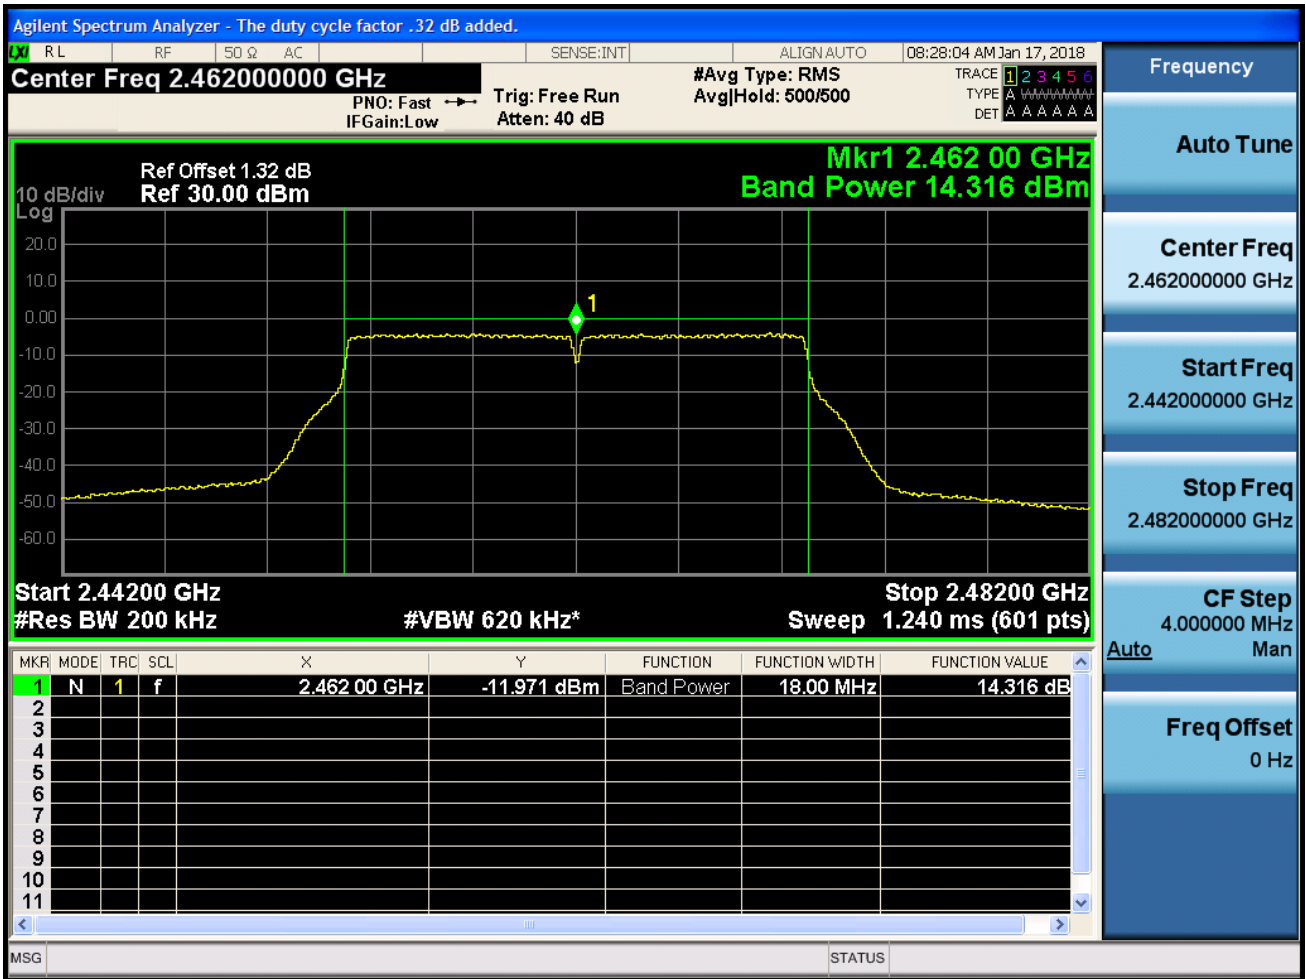 Agilent Spectrum Analyzer - The duty cycle factor .32 dB added.
LXI RL RF 50 Ω AC SENSE:INT ALIGN AUTO 08:28:04 AM Jan 17, 2018
Center Freq 2.462000000 GHz
PNO: Fast
IFGain:Low
Trig: Free Run
Atten: 40 dB
#Avg Type: RMS
Avg|Hold: 500/500
TRACE 1 2 3 4 5 6
TYPE A WWWWW
DET A A A A A A
Ref Offset 1.32 dB
Ref 30.00 dBm
10 dB/div
Log
Mkr1 2.462 00 GHz
Band Power 14.316 dBm
20.0
10.0
0.00
-10.0
-20.0
-30.0
-40.0
-50.0
-60.0
1
Start 2.44200 GHz
Stop 2.48200 GHz
#Res BW 200 kHz
#VBW 620 kHz*
Sweep 1.240 ms (601 pts)
MKR MODE TRC SCL X Y FUNCTION FUNCTION WIDTH FUNCTION VALUE
1 N 1 f 2.462 00 GHz -11.971 dBm Band Power 18.00 MHz 14.316 dB
2
3
4
5
6
7
8
9
10
11
MSG
STATUS
Frequency
Auto Tune
Center Freq
2.462000000 GHz
Start Freq
2.442000000 GHz
Stop Freq
2.482000000 GHz
CF Step
4.000000 MHz
Auto Man
Freq Offset
0 Hz